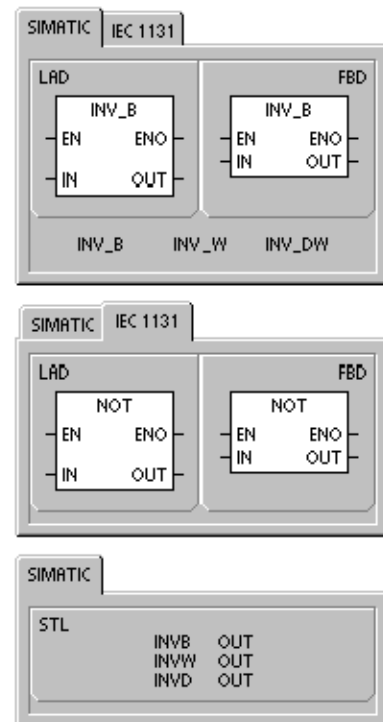 SIMATIC IEC 1131
LAD FBD
INV_B INV_B
EN ENO EN ENO
IN OUT
IN OUT
INV_B INV_W INV_DW
SIMATIC IEC 1131
LAD FBD
NOT NOT
EN ENO EN ENO
IN OUT
IN OUT
SIMATIC
STL
INVB OUT
INVW OUT
INVD OUT